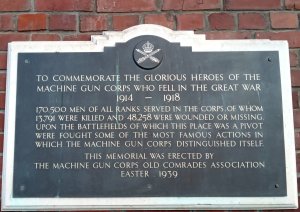 TO COMMEMORATE THE GLORIOUS HEROES OF THE
MACHINE GUN CORPS WHO FELL IN THE GREAT WAR
1914 – 1918
170,500 MEN OF ALL RANKS SERVED IN THE CORPS, OF WHOM
13,791 WERE KILLED AND 48,258 WERE WOUNDED OR MISSING.
UPON THE BATTLEFIELDS OF WHICH THIS PLACE WAS A PIVOT
WERE FOUGHT SOME OF THE MOST FAMOUS ACTIONS IN
WHICH THE MACHINE GUN CORPS DISTINGUISHED ITSELF.
THIS MEMORIAL WAS ERECTED BY
THE MACHINE GUN CORPS OLD COMRADES ASSOCIATION
EASTER 1939